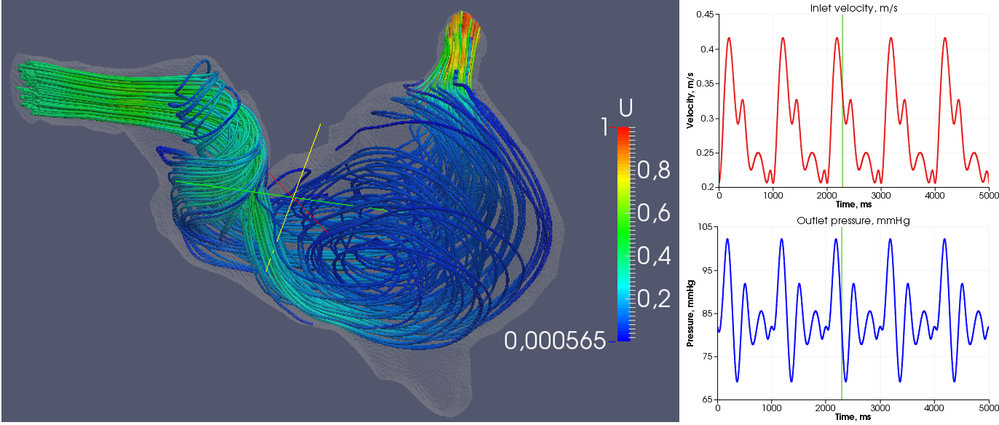 U
1
0,8
0,6
0,4
0,2
0,000565
Inlet velocity, m/s
Velocity, m/s
0.45
0.4
0.35
0.3
0.25
0.2
0 1000 2000 3000 4000 5000
Time, ms
Outlet pressure, mmHg
Pressure, mmHg
105
95
85
75
65
0 1000 2000 3000 4000 5000
Time, ms